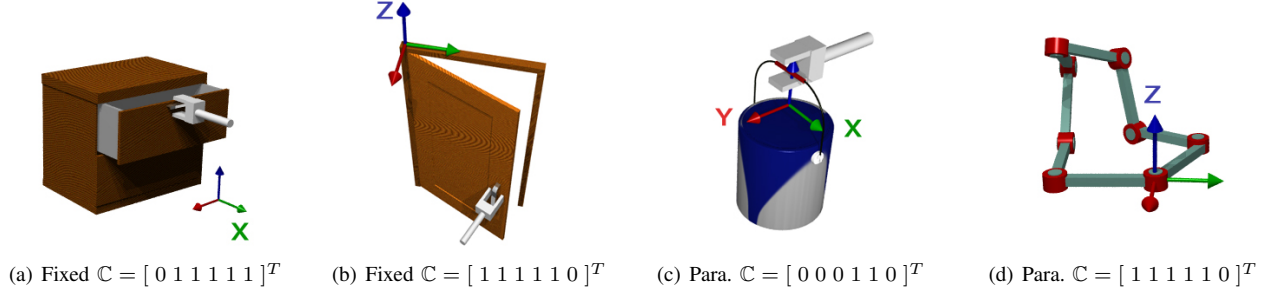 Z
Z
Y
X
X
(a) Fixed ℂ = [ 0 1 1 1 1 1 ]ᵀ
(b) Fixed ℂ = [ 1 1 1 1 1 0 ]ᵀ
(c) Para. ℂ = [ 0 0 0 1 1 0 ]ᵀ
(d) Para. ℂ = [ 1 1 1 1 1 0 ]ᵀ